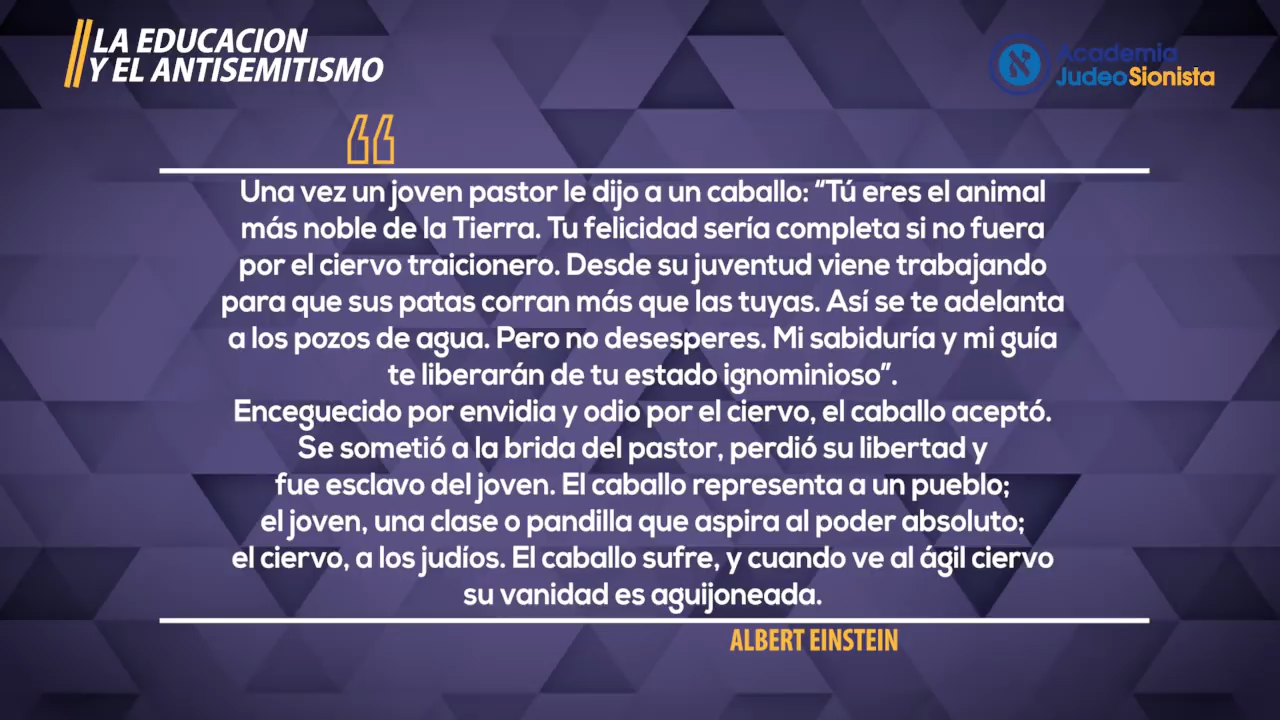 LA EDUCACION
Y EL ANTISEMITISMO
א
Academia
JudeoSionista
“
Una vez un joven pastor le dijo a un caballo: “Tú eres el animal
más noble de la Tierra. Tu felicidad sería completa si no fuera
por el ciervo traicionero. Desde su juventud viene trabajando
para que sus patas corran más que las tuyas. Así se te adelanta
a los pozos de agua. Pero no desesperes. Mi sabiduría y mi guía
te liberarán de tu estado ignominioso”.
Enceguecido por envidia y odio por el ciervo, el caballo aceptó.
Se sometió a la brida del pastor, perdió su libertad y
fue esclavo del joven. El caballo representa a un pueblo;
el joven, una clase o pandilla que aspira al poder absoluto;
el ciervo, a los judíos. El caballo sufre, y cuando ve al ágil ciervo
su vanidad es aguijoneada.
ALBERT EINSTEIN